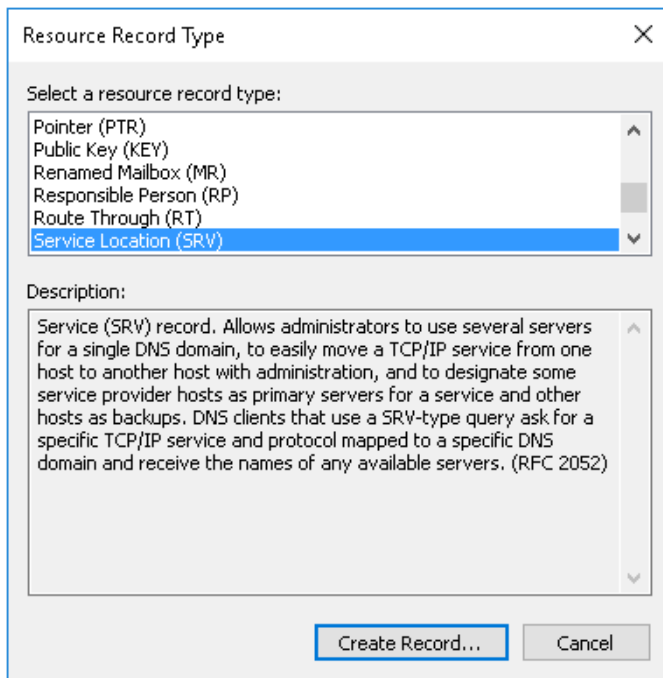 Resource Record Type
Select a resource record type:
Pointer (PTR)
Public Key (KEY)
Renamed Mailbox (MR)
Responsible Person (RP)
Route Through (RT)
Service Location (SRV)
Description:
Service (SRV) record. Allows administrators to use several servers
for a single DNS domain, to easily move a TCP/IP service from one
host to another host with administration, and to designate some
service provider hosts as primary servers for a service and other
hosts as backups. DNS clients that use a SRV-type query ask for a
specific TCP/IP service and protocol mapped to a specific DNS
domain and receive the names of any available servers. (RFC 2052)
Create Record... Cancel